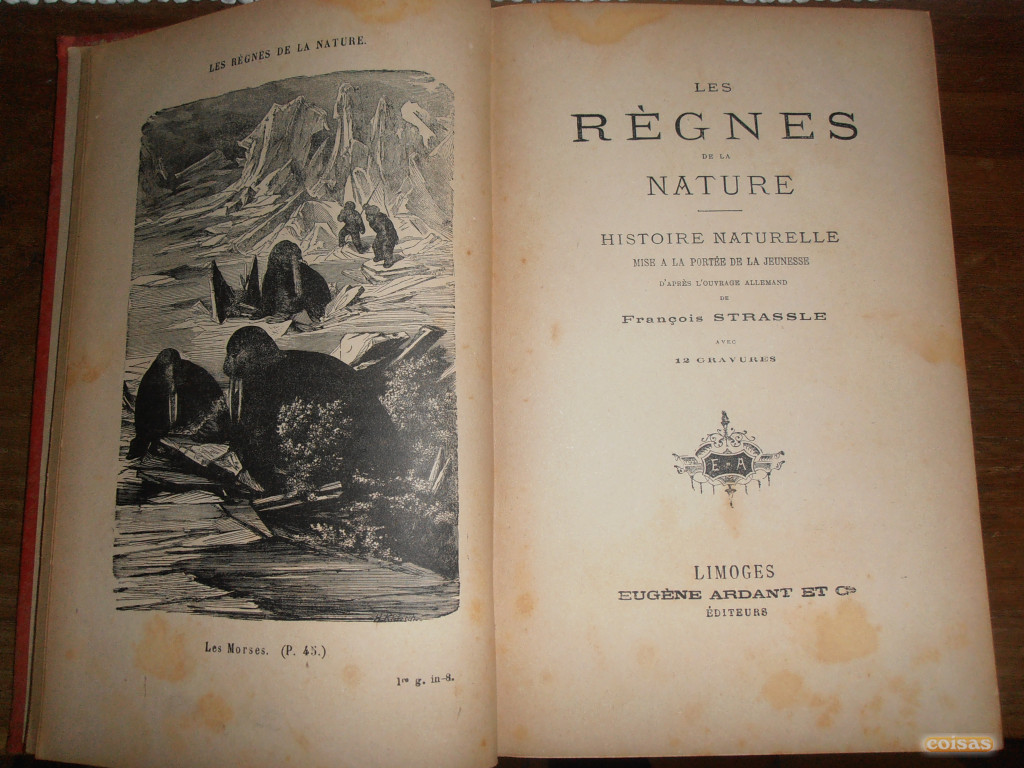 LES RÈGNES DE LA NATURE.
Les Morses. (P. 45.)
1re g. in-8.
LES
RÈGNES
DE LA
NATURE
HISTOIRE NATURELLE
MISE A LA PORTÉE DE LA JEUNESSE
D'APRÈS L'OUVRAGE ALLEMAND
DE
François STRASSLE
AVEC
12 GRAVURES
E A
LIMOGES
EUGÈNE ARDANT ET Cie
ÉDITEURS
coisas